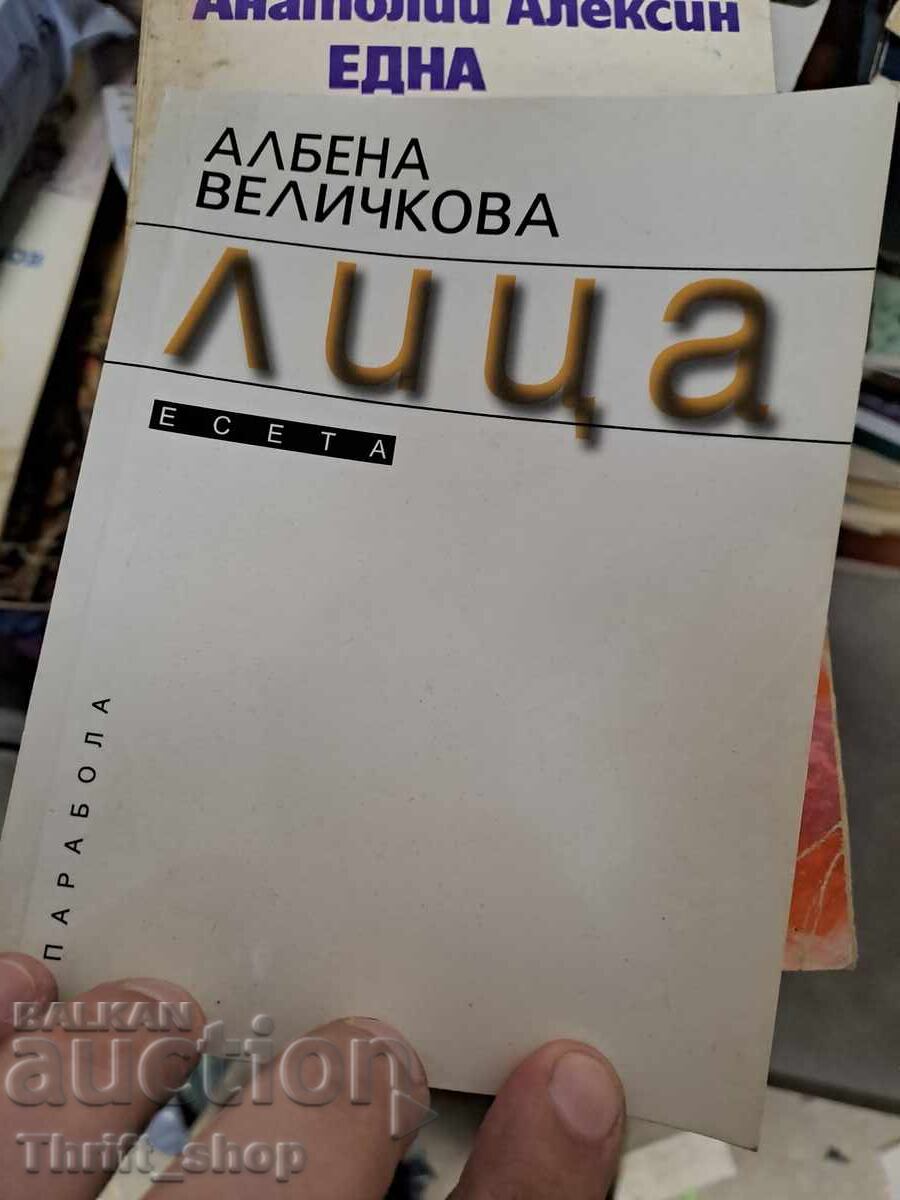 Анатолий Алексин
ЕДНА
АЛБЕНА
ВЕЛИЧКОВА
лица
ЕСЕТА
ПАРАБОЛА
BALKAN
auction
Thrift_shop